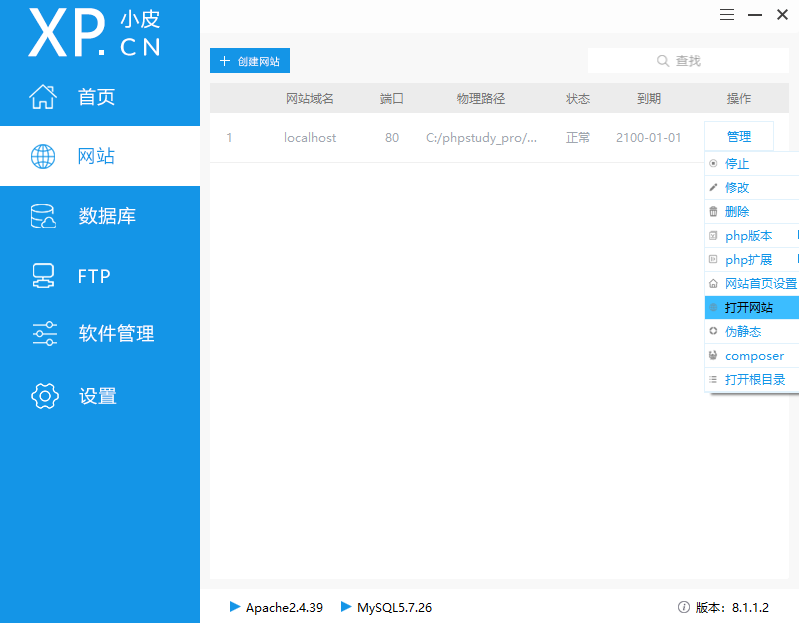 XP.CN 小皮
首页
网站
数据库
FTP
软件管理
设置
创建网站
查找
网站域名 端口 物理路径 状态 到期 操作
1 localhost 80 C:/phpstudy_pro/... 正常 2100-01-01 管理
停止
修改
删除
php版本
php扩展
网站首页设置
打开网站
伪静态
composer
打开根目录
Apache2.4.39 MySQL5.7.26 版本：8.1.1.2